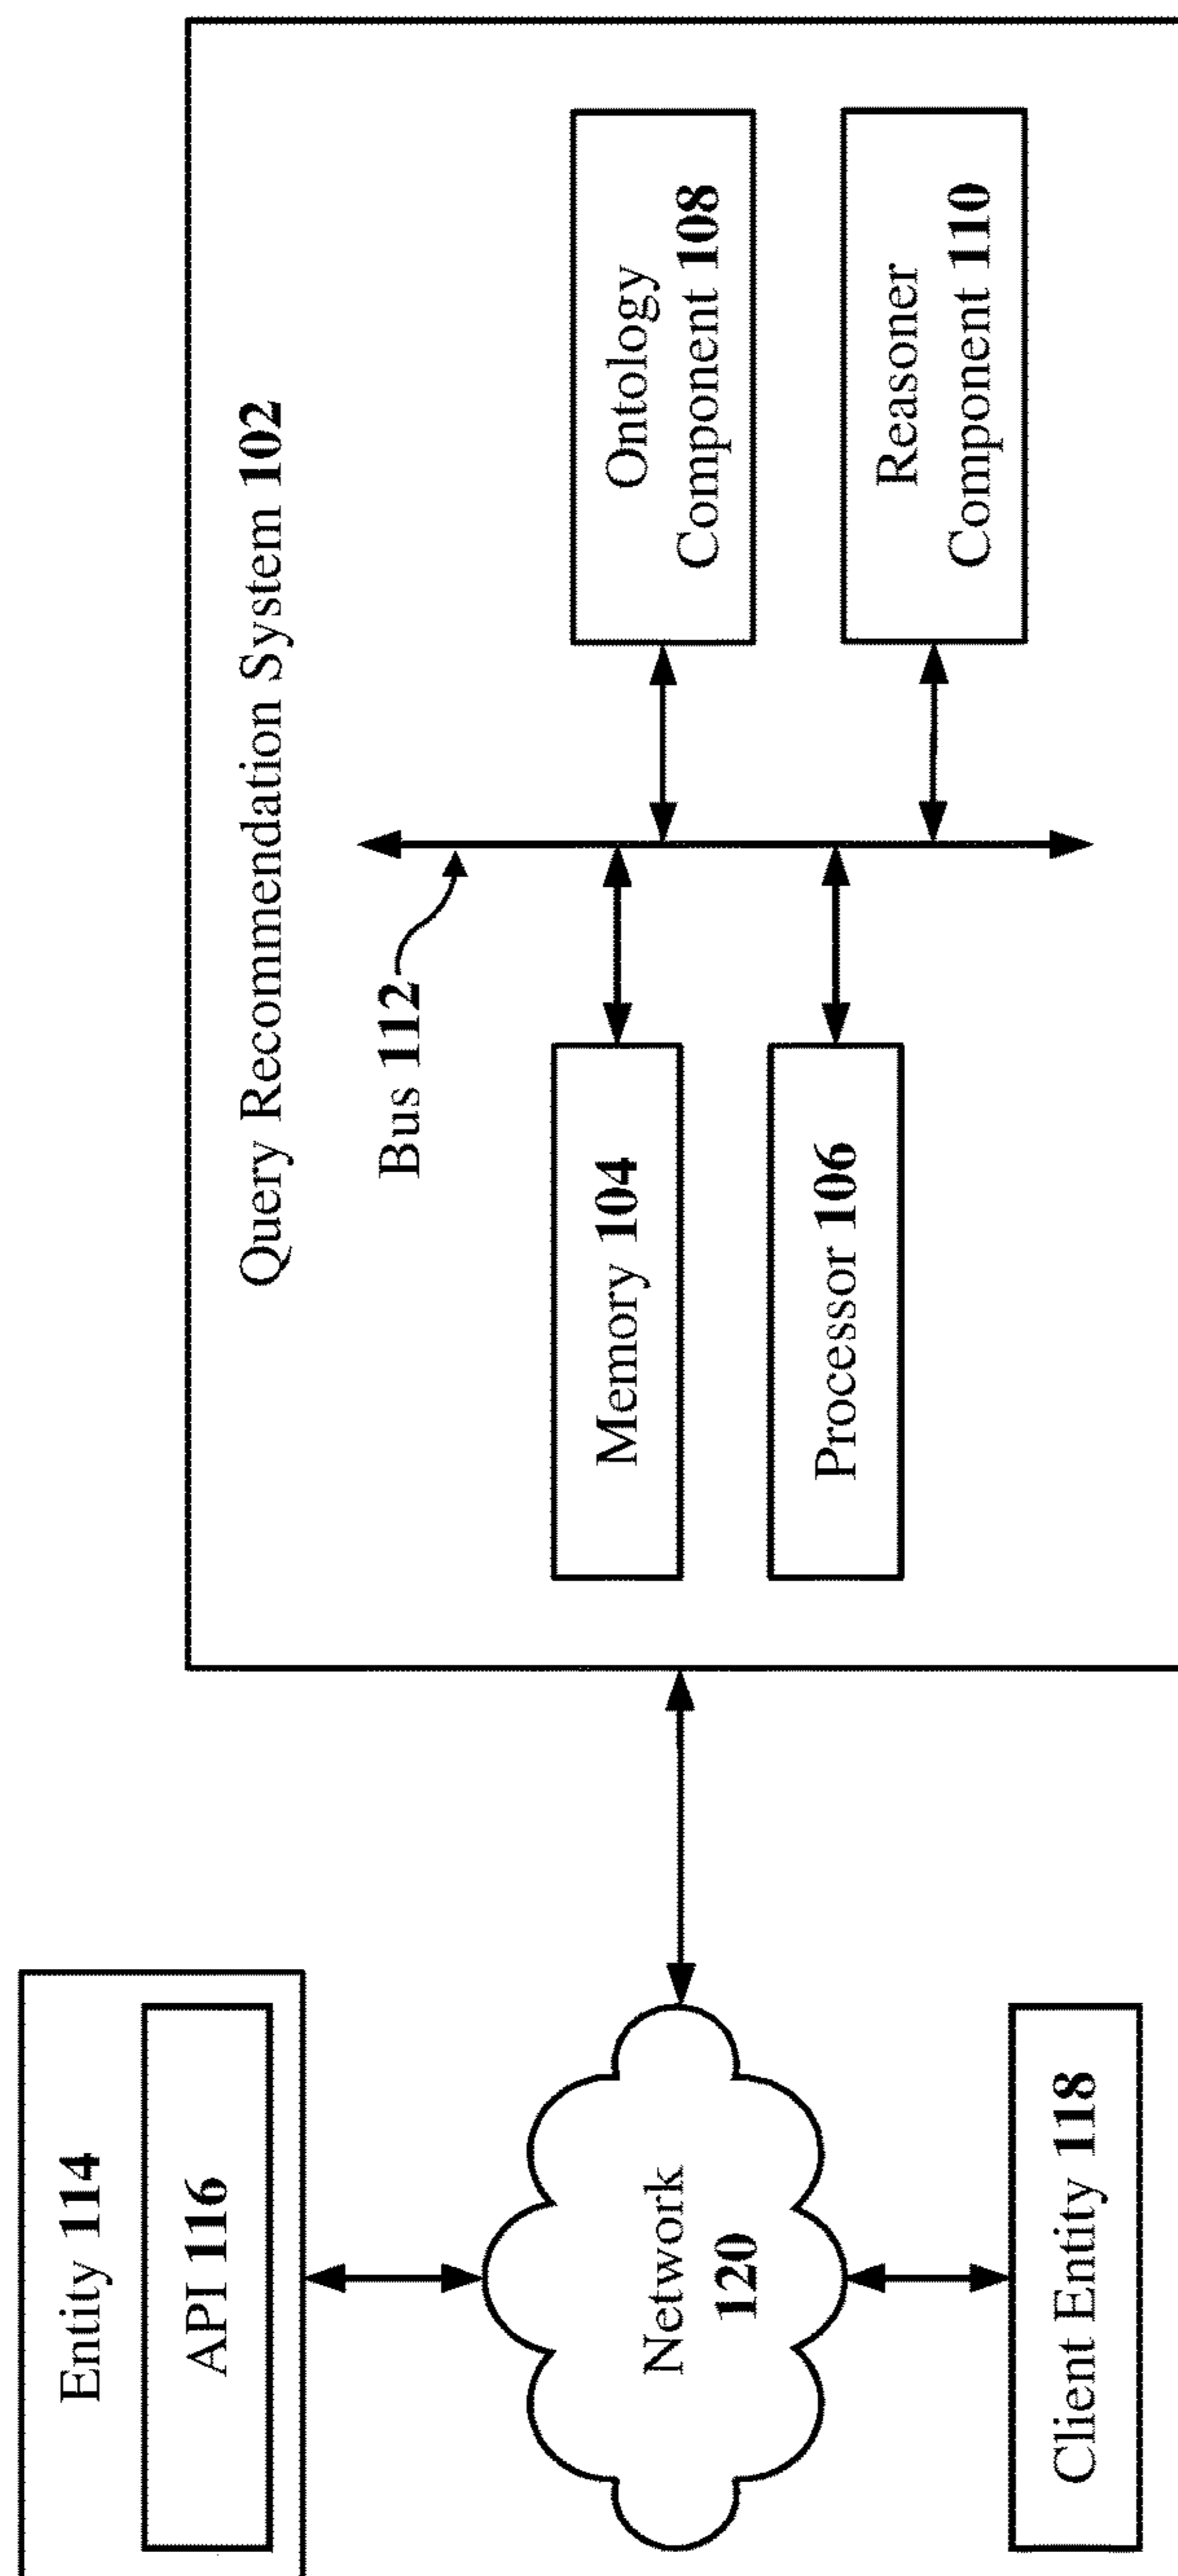 Entity 114
API 116
Network
120
Client Entity 118
Query Recommendation System 102
Bus 112
Memory 104
Processor 106
Ontology
Component 108
Reasoner
Component 110